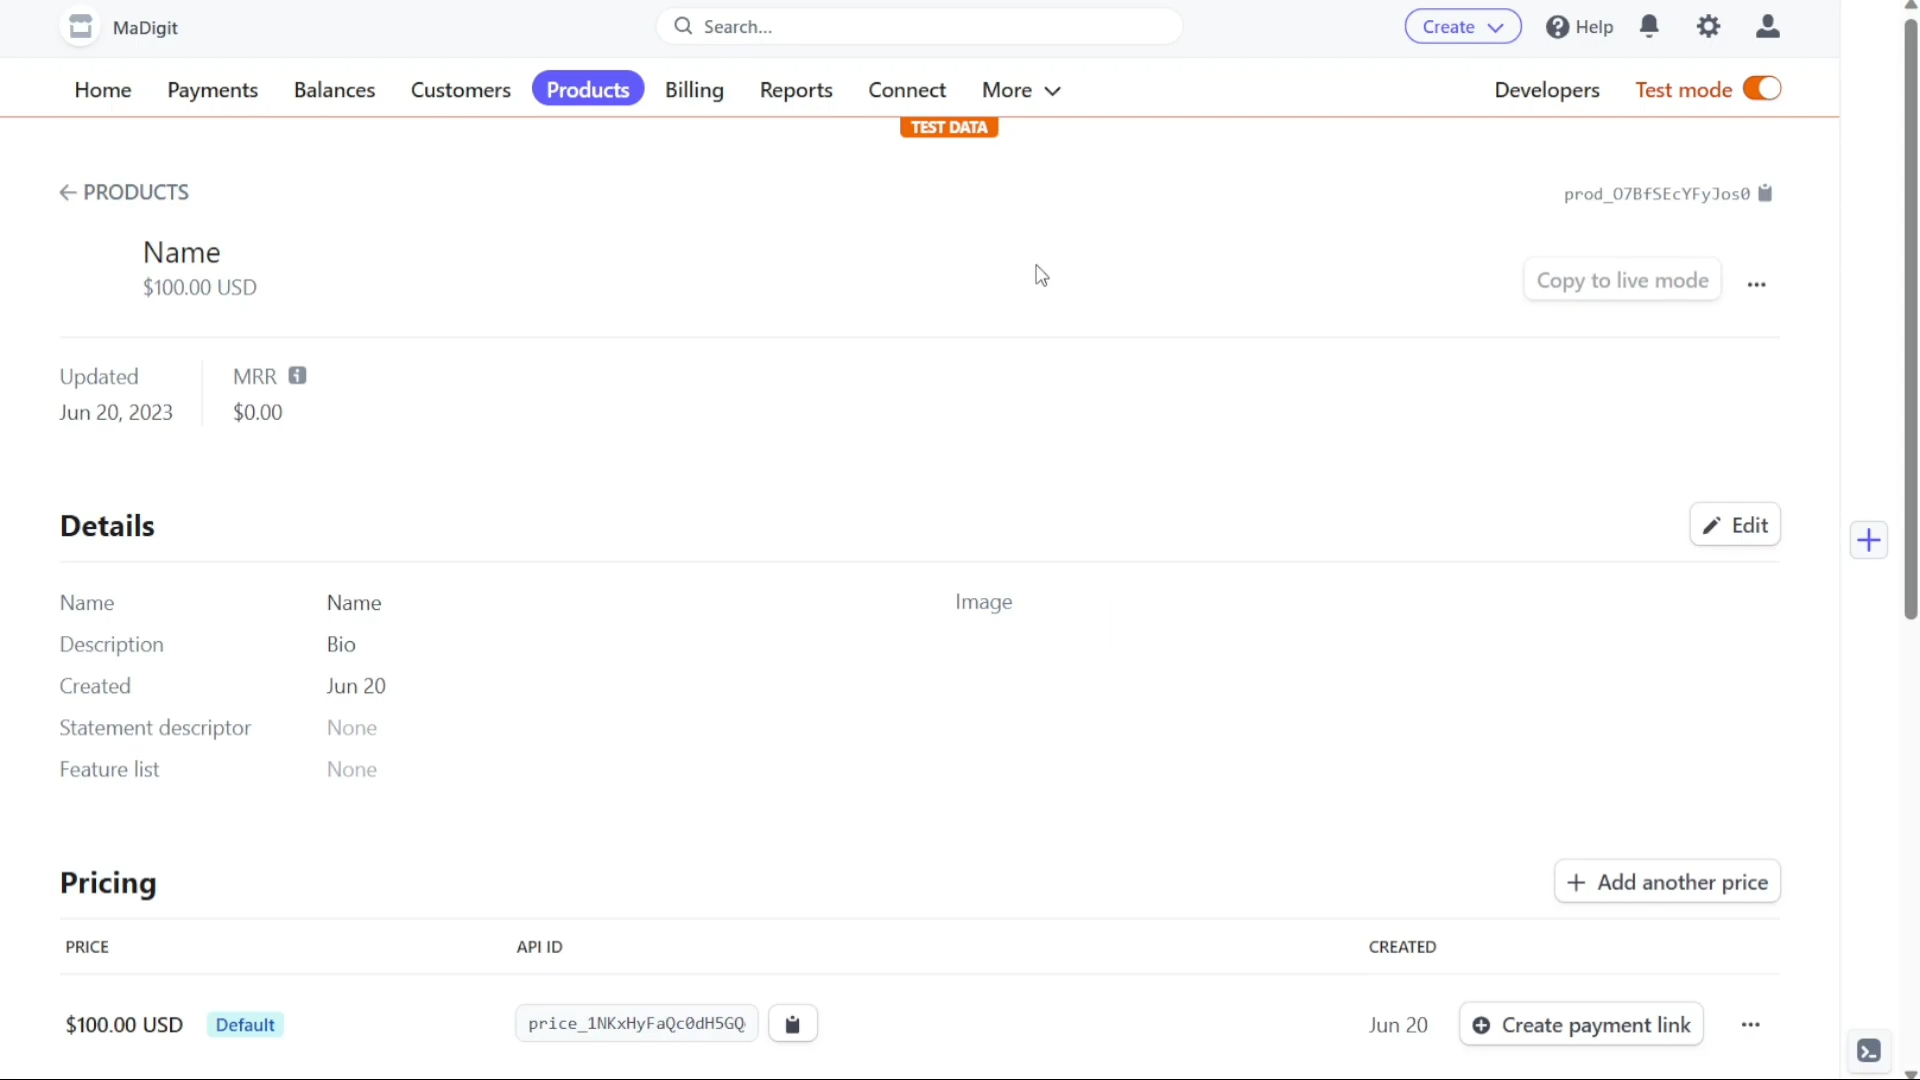 MaDigit
Search...
Create
Help
Home
Payments
Balances
Customers
Products
Billing
Reports
Connect
More
Developers
Test mode
TEST DATA
PRODUCTS
prod_O7BfSEcYFyJos0
Name
$100.00 USD
Copy to live mode
Updated
MRR
Jun 20, 2023
$0.00
Details
Edit
Name
Name
Image
Description
Bio
Created
Jun 20
Statement descriptor
None
Feature list
None
Pricing
Add another price
PRICE
API ID
CREATED
$100.00 USD
Default
price_1NKxHyFaQc0dH5GQ
Jun 20
Create payment link